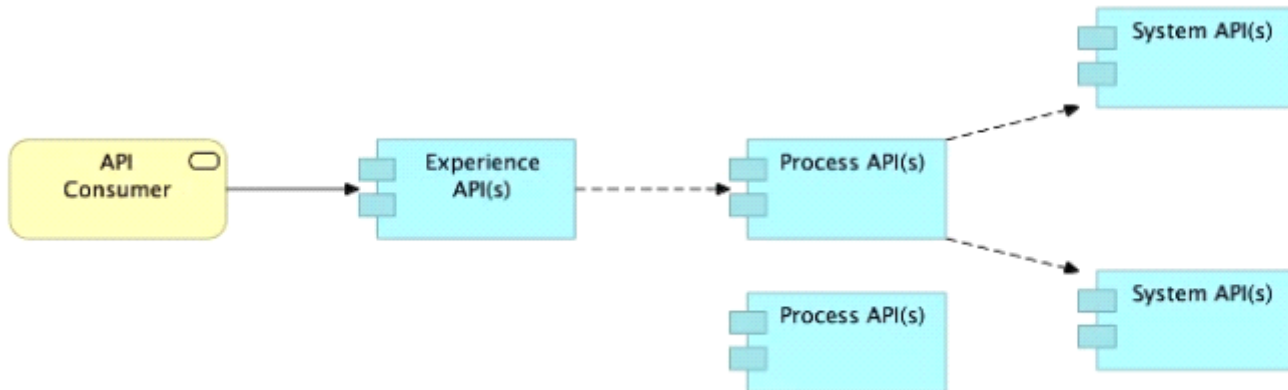 System API(s)
API
Consumer
Experience
API(s)
Process API(s)
System API(s)
Process API(s)